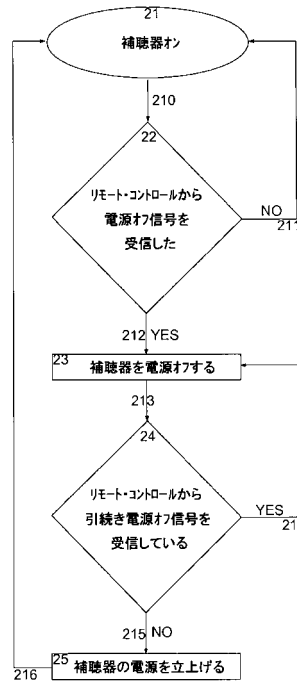 21
補聴器オン
210
22
リモート・コントロールから
電源オフ信号を
受信した
NO
211
212 YES
23
補聴器を電源オフする
213
24
リモート・コントロールから
引続き電源オフ信号を
受信している
YES
215 NO
25
補聴器の電源を立上げる
216